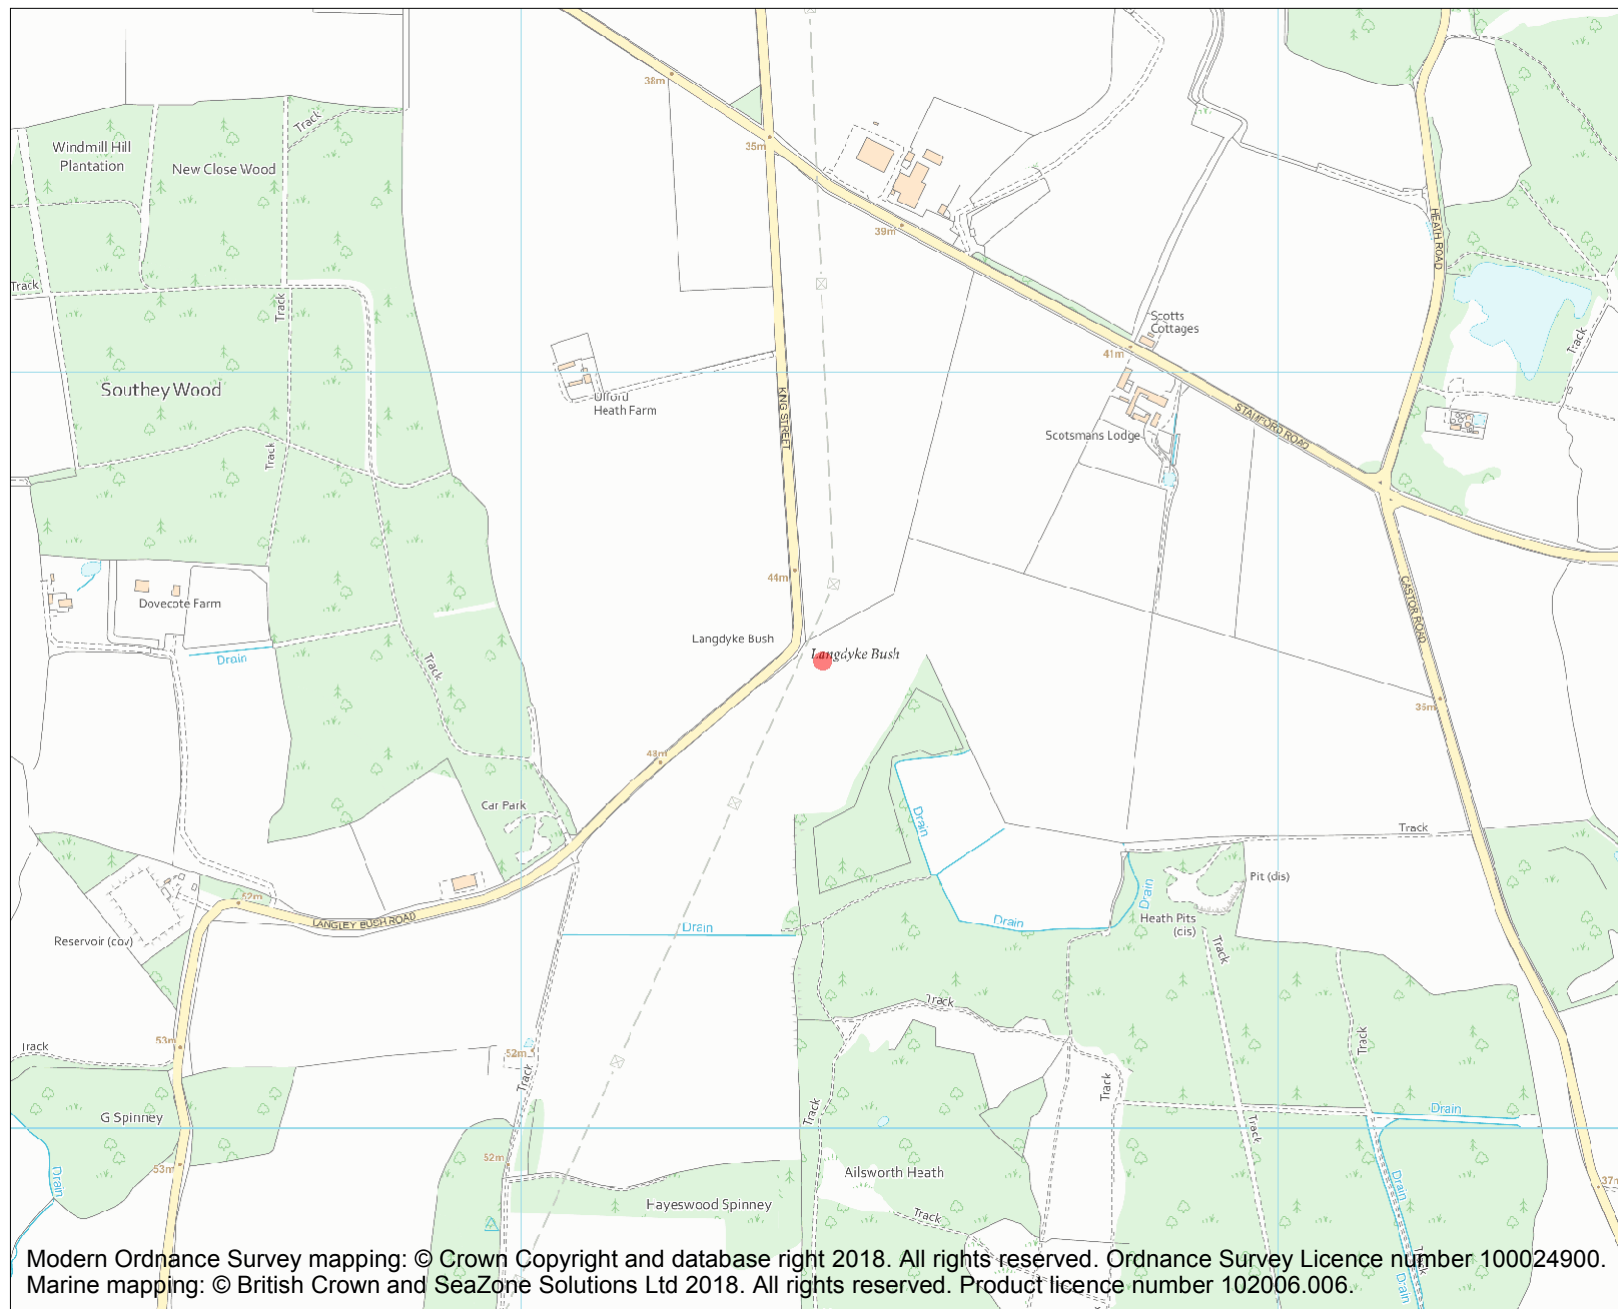 38m
Track
Windmill Hill
Plantation
New Close Wood
35m
39m
HEATH ROAD
Track
Track
Scotts
Cottages
41m
Track
Southey Wood
Heath Farm
KING STREET
STAMFORD ROAD
Scotsmans Lodge
Track
44m
Dovecote Farm
CASTOR ROAD
Langdyke Bush
Langdyke Bush
Drain
Track
35m
48m
Car Park
Drain
Track
Pit (dis)
Drain
52m
LANGLEY BUSH ROAD
Heath Pits
(dis)
Drain
Drain
Reservoir (cov)
Track
Track
53m
Track
52m
Track
Track
Track
Track
Drain
G Spinney
Track
52m
53m
Ailsworth Heath
Drain
Drain
37m
Hayeswood Spinney
Track
Track
Drain
Modern Ordnance Survey mapping: © Crown Copyright and database right 2018. All rights reserved. Ordnance Survey Licence number 100024900.
Marine mapping: © British Crown and SeaZone Solutions Ltd 2018. All rights reserved. Product licence number 102006.006.